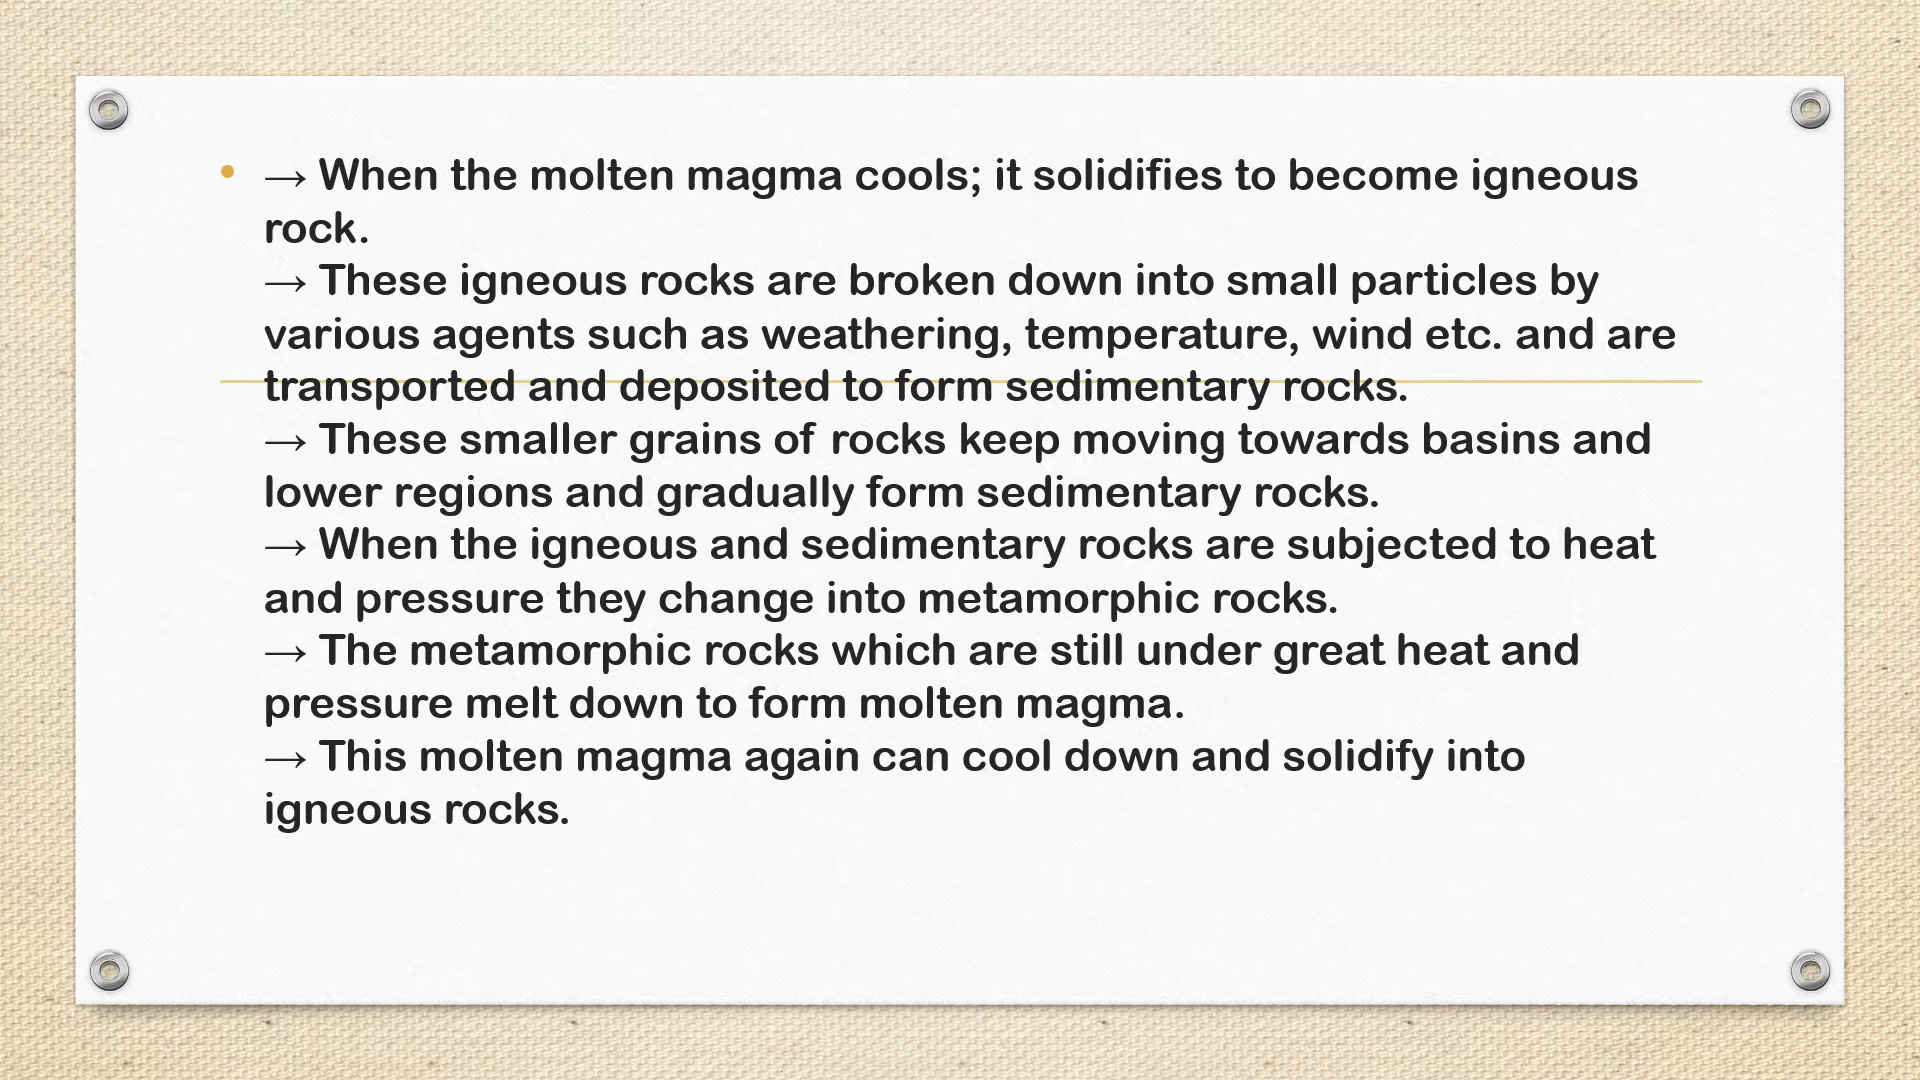 • → When the molten magma cools; it solidifies to become igneous
rock.
→ These igneous rocks are broken down into small particles by
various agents such as weathering, temperature, wind etc. and are
transported and deposited to form sedimentary rocks.
→ These smaller grains of rocks keep moving towards basins and
lower regions and gradually form sedimentary rocks.
→ When the igneous and sedimentary rocks are subjected to heat
and pressure they change into metamorphic rocks.
→ The metamorphic rocks which are still under great heat and
pressure melt down to form molten magma.
→ This molten magma again can cool down and solidify into
igneous rocks.